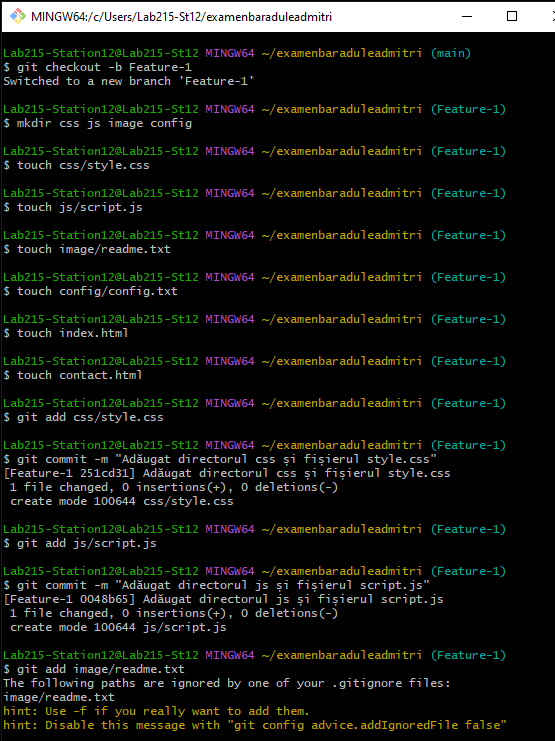 MINGW64:/c/Users/Lab215-St12/examenbaraduleadmitri
Lab215-Station12@Lab215-St12 MINGW64 ~/examenbaraduleadmitri (main)
$ git checkout -b Feature-1
Switched to a new branch 'Feature-1'
Lab215-Station12@Lab215-St12 MINGW64 ~/examenbaraduleadmitri (Feature-1)
$ mkdir css js image config
Lab215-Station12@Lab215-St12 MINGW64 ~/examenbaraduleadmitri (Feature-1)
$ touch css/style.css
Lab215-Station12@Lab215-St12 MINGW64 ~/examenbaraduleadmitri (Feature-1)
$ touch js/script.js
Lab215-Station12@Lab215-St12 MINGW64 ~/examenbaraduleadmitri (Feature-1)
$ touch image/readme.txt
Lab215-Station12@Lab215-St12 MINGW64 ~/examenbaraduleadmitri (Feature-1)
$ touch config/config.txt
Lab215-Station12@Lab215-St12 MINGW64 ~/examenbaraduleadmitri (Feature-1)
$ touch index.html
Lab215-Station12@Lab215-St12 MINGW64 ~/examenbaraduleadmitri (Feature-1)
$ touch contact.html
Lab215-Station12@Lab215-St12 MINGW64 ~/examenbaraduleadmitri (Feature-1)
$ git add css/style.css
Lab215-Station12@Lab215-St12 MINGW64 ~/examenbaraduleadmitri (Feature-1)
$ git commit -m "Adăugat directorul css și fișierul style.css"
[Feature-1 251cd31] Adăugat directorul css și fișierul style.css
1 file changed, 0 insertions(+), 0 deletions(-)
create mode 100644 css/style.css
Lab215-Station12@Lab215-St12 MINGW64 ~/examenbaraduleadmitri (Feature-1)
$ git add js/script.js
Lab215-Station12@Lab215-St12 MINGW64 ~/examenbaraduleadmitri (Feature-1)
$ git commit -m "Adăugat directorul js și fișierul script.js"
[Feature-1 0048b65] Adăugat directorul js și fișierul script.js
1 file changed, 0 insertions(+), 0 deletions(-)
create mode 100644 js/script.js
Lab215-Station12@Lab215-St12 MINGW64 ~/examenbaraduleadmitri (Feature-1)
$ git add image/readme.txt
The following paths are ignored by one of your .gitignore files:
image/readme.txt
hint: Use -f if you really want to add them.
hint: Disable this message with "git config advice.addIgnoredFile false"